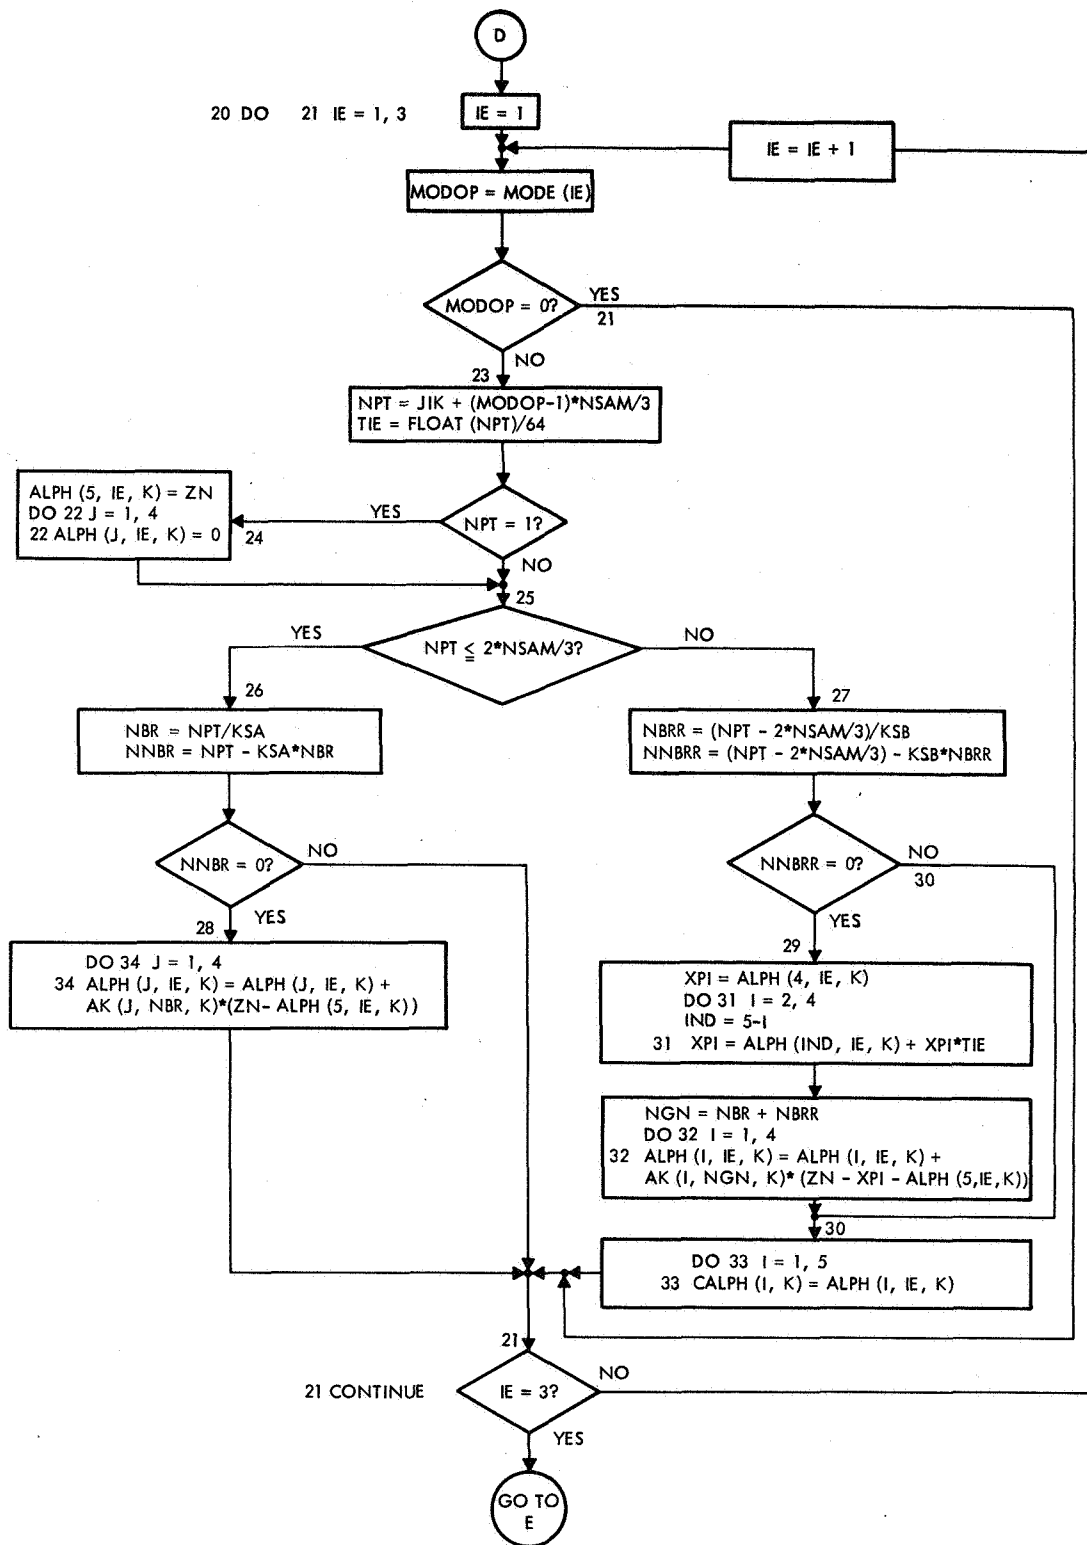 D
20 DO 21 IE = 1, 3
IE = 1
IE = IE + 1
MODOP = MODE (IE)
MODOP = 0?
YES
21
NO
23
NPT = JIK + (MODOP-1)*NSAM/3
TIE = FLOAT (NPT)/64
ALPH (5, IE, K) = ZN
DO 22 J = 1, 4
22 ALPH (J, IE, K) = 0
YES
24
NPT = 1?
NO
25
YES
NPT ≦ 2*NSAM/3?
NO
26
27
NBR = NPT/KSA
NNBR = NPT - KSA*NBR
NBRR = (NPT - 2*NSAM/3)/KSB
NNBRR = (NPT - 2*NSAM/3) - KSB*NBRR
NNBR = 0?
NO
NNBRR = 0?
NO
30
YES
28
YES
29
DO 34 J = 1, 4
34 ALPH (J, IE, K) = ALPH (J, IE, K) +
AK (J, NBR, K)*(ZN- ALPH (5, IE, K))
XPI = ALPH (4, IE, K)
DO 31 I = 2, 4
IND = 5-I
31 XPI = ALPH (IND, IE, K) + XPI*TIE
NGN = NBR + NBRR
DO 32 I = 1, 4
32 ALPH (I, IE, K) = ALPH (I, IE, K) +
AK (I, NGN, K)* (ZN - XPI - ALPH (5,IE,K))
30
DO 33 I = 1, 5
33 CALPH (I, K) = ALPH (I, IE, K)
21
21 CONTINUE
IE = 3?
NO
YES
GO TO
E